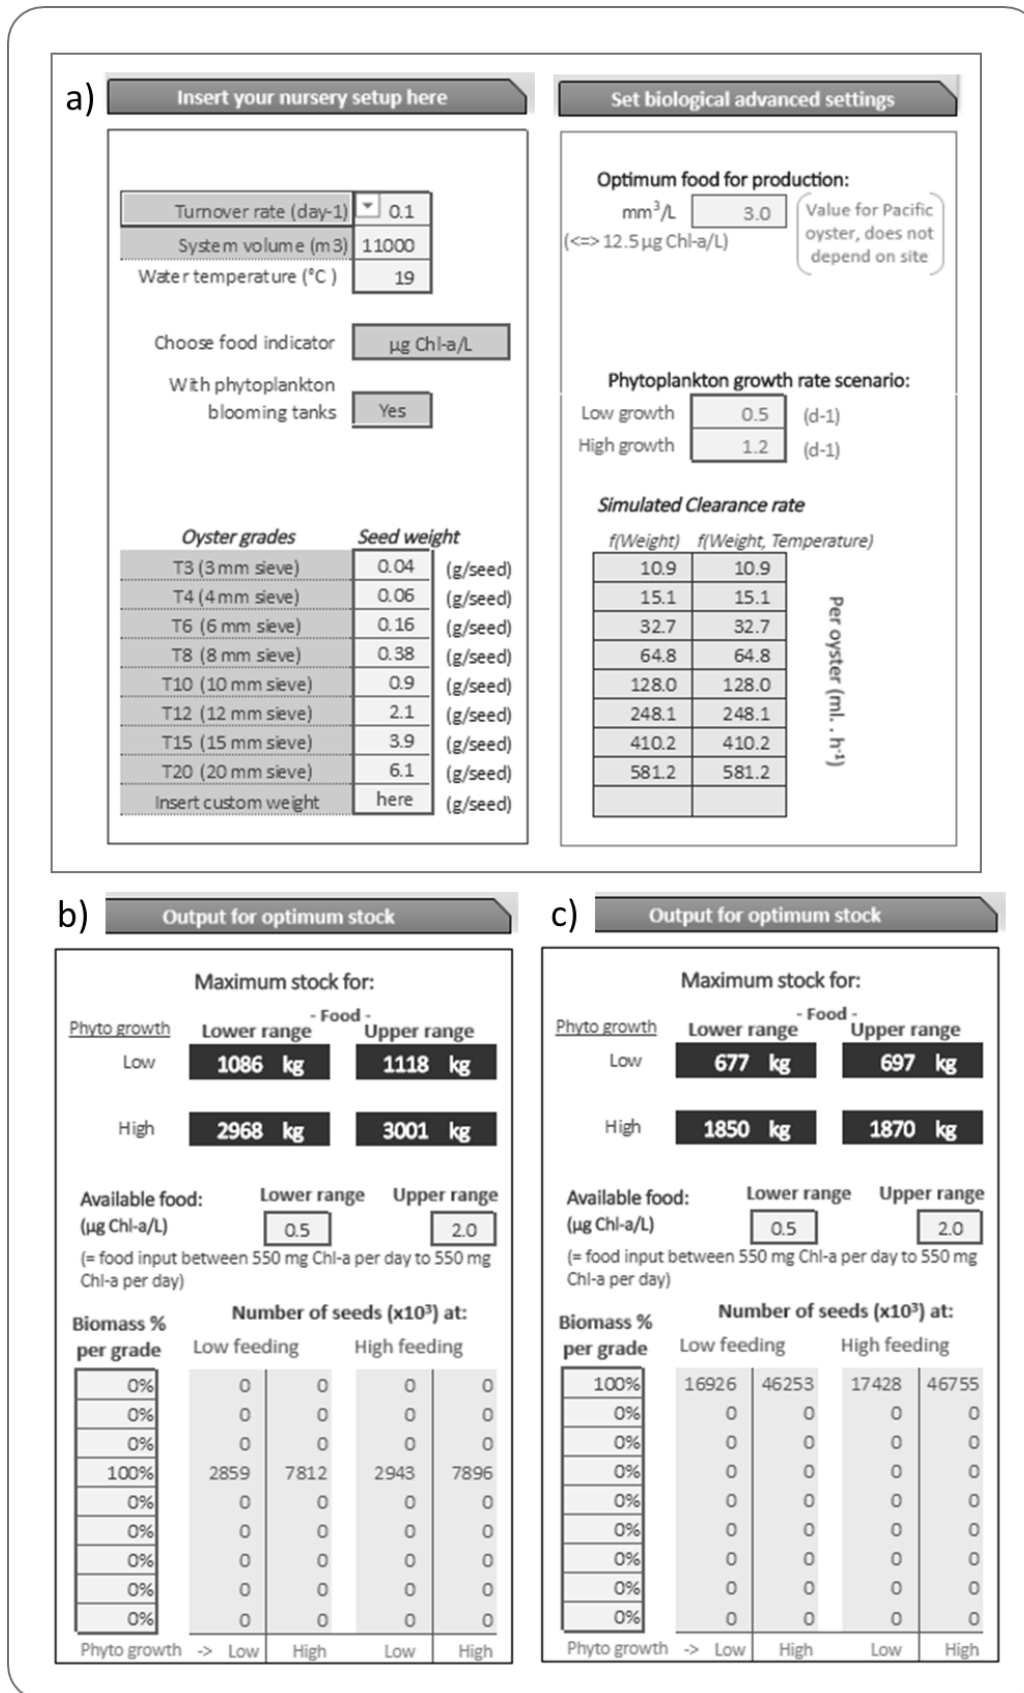 a)
Insert your nursery setup here
Turnover rate (day-1) 0.1
System volume (m3) 11000
Water temperature (°C ) 19
Choose food indicator µg Chl-a/L
With phytoplankton
blooming tanks Yes
Oyster grades Seed weight
T3 (3 mm sieve) 0.04 (g/seed)
T4 (4 mm sieve) 0.06 (g/seed)
T6 (6 mm sieve) 0.16 (g/seed)
T8 (8 mm sieve) 0.38 (g/seed)
T10 (10 mm sieve) 0.9 (g/seed)
T12 (12 mm sieve) 2.1 (g/seed)
T15 (15 mm sieve) 3.9 (g/seed)
T20 (20 mm sieve) 6.1 (g/seed)
Insert custom weight here (g/seed)
Set biological advanced settings
Optimum food for production:
mm³/L 3.0
(<=> 12.5 µg Chl-a/L)
Value for Pacific
oyster, does not
depend on site
Phytoplankton growth rate scenario:
Low growth 0.5 (d-1)
High growth 1.2 (d-1)
Simulated Clearance rate
f(Weight) f(Weight, Temperature)
10.9 10.9
15.1 15.1
32.7 32.7
64.8 64.8
128.0 128.0
248.1 248.1
410.2 410.2
581.2 581.2
Per oyster (ml. . h⁻¹)
b)
Output for optimum stock
Maximum stock for:
- Food -
Phyto growth Lower range Upper range
Low 1086 kg 1118 kg
High 2968 kg 3001 kg
Available food: Lower range Upper range
(µg Chl-a/L) 0.5 2.0
(= food input between 550 mg Chl-a per day to 550 mg
Chl-a per day)
Biomass %
per grade
Number of seeds (x10³) at:
Low feeding High feeding
0% 0 0 0 0
0% 0 0 0 0
0% 0 0 0 0
100% 2859 7812 2943 7896
0% 0 0 0 0
0% 0 0 0 0
0% 0 0 0 0
0% 0 0 0 0
0% 0 0 0 0
Phyto growth -> Low High Low High
c)
Output for optimum stock
Maximum stock for:
- Food -
Phyto growth Lower range Upper range
Low 677 kg 697 kg
High 1850 kg 1870 kg
Available food: Lower range Upper range
(µg Chl-a/L) 0.5 2.0
(= food input between 550 mg Chl-a per day to 550 mg
Chl-a per day)
Biomass %
per grade
Number of seeds (x10³) at:
Low feeding High feeding
100% 16926 46253 17428 46755
0% 0 0 0 0
0% 0 0 0 0
0% 0 0 0 0
0% 0 0 0 0
0% 0 0 0 0
0% 0 0 0 0
0% 0 0 0 0
0% 0 0 0 0
Phyto growth -> Low High Low High